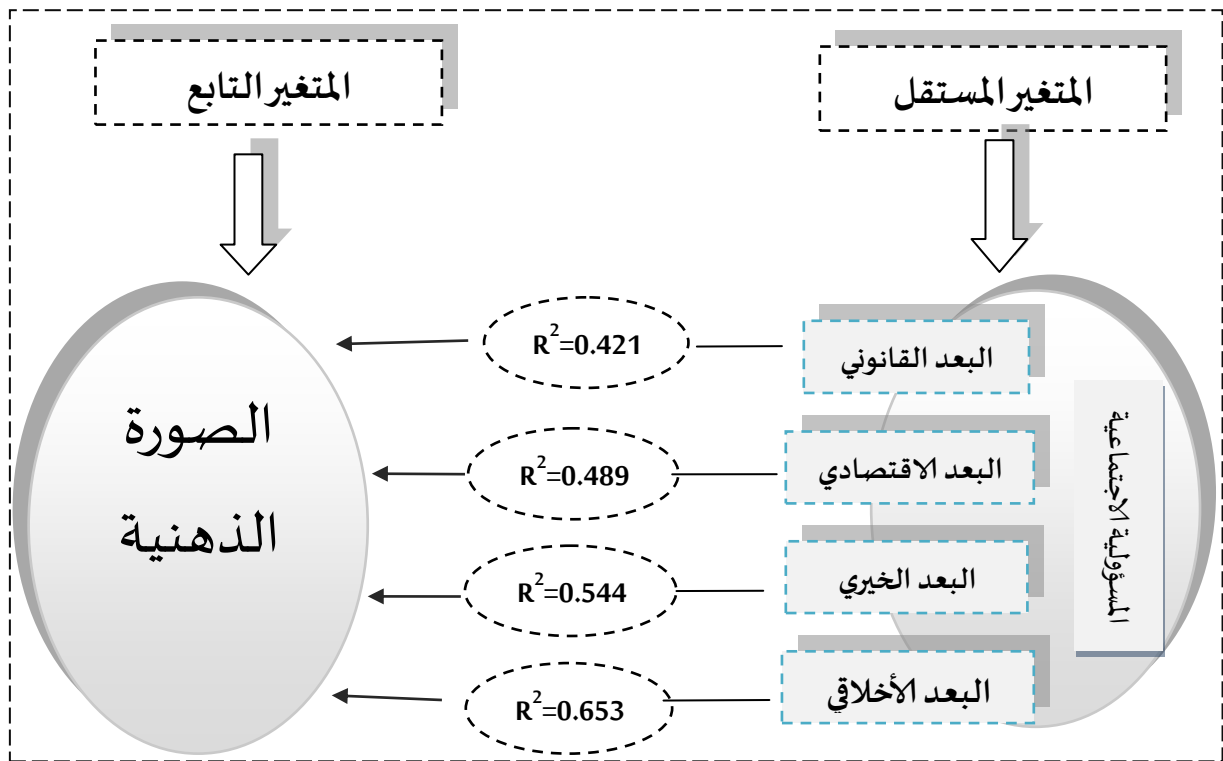 المتغير المستقل
المتغير التابع
البعد القانوني
R²=0.421
البعد الاقتصادي
R²=0.489
البعد الخيري
R²=0.544
البعد الأخلاقي
R²=0.653
المسؤولية الاجتماعية
الصورة
الذهنية